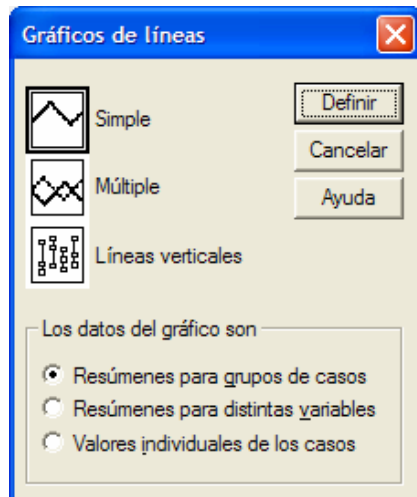 Gráficos de líneas
Simple
Múltiple
Líneas verticales
Definir
Cancelar
Ayuda
Los datos del gráfico son
Resúmenes para grupos de casos
Resúmenes para distintas variables
Valores individuales de los casos